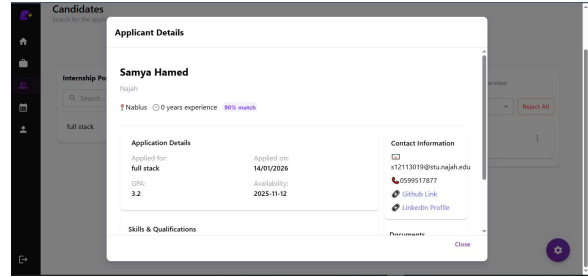 Candidates
Search for the appli
Applicant Details
Samya Hamed
Najah
Nablus 0 years experience 90% match
Internship Po
Search...
full stack
erview
Reject All
Application Details
Applied for:
full stack
Applied on:
14/01/2026
GPA:
3.2
Availability:
2025-11-12
Contact Information
s12113019@stu.najah.edu
0599517877
Github Link
LinkedIn Profile
Skills & Qualifications
Documents
Close